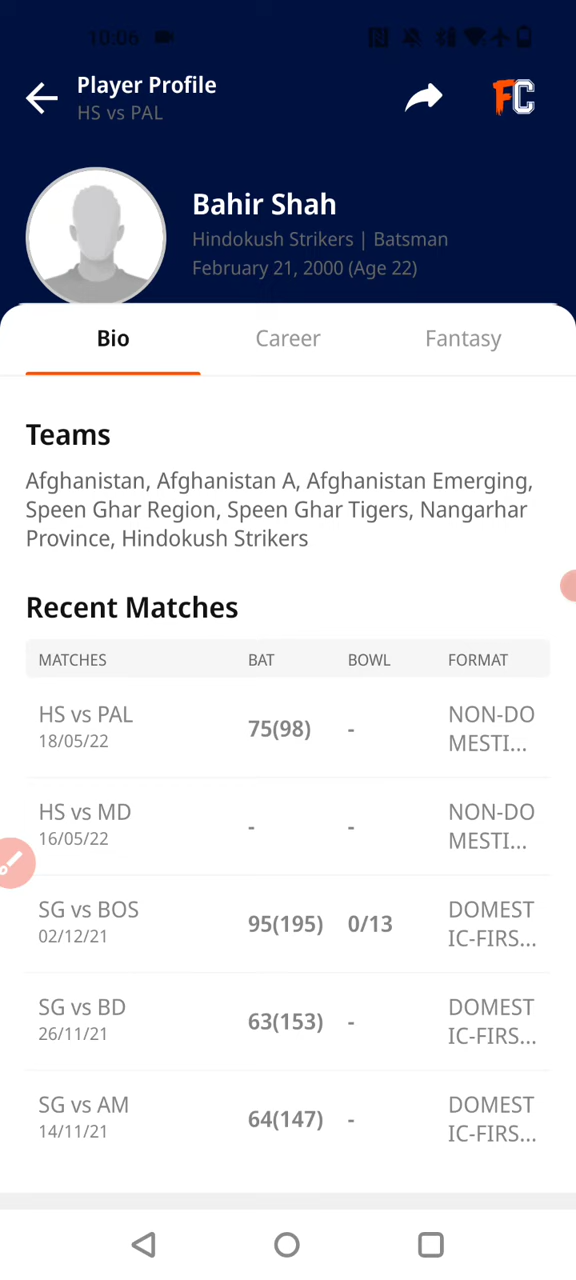 10:06
Player Profile
HS vs PAL
FC
Bahir Shah
Hindokush Strikers | Batsman
February 21, 2000 (Age 22)
Bio Career Fantasy
Teams
Afghanistan, Afghanistan A, Afghanistan Emerging,
Speen Ghar Region, Speen Ghar Tigers, Nangarhar
Province, Hindokush Strikers
Recent Matches
MATCHES BAT BOWL FORMAT
HS vs PAL 75(98) - NON-DO
18/05/22 MESTI...
HS vs MD - - NON-DO
16/05/22 MESTI...
SG vs BOS 95(195) 0/13 DOMEST
02/12/21 IC-FIRS...
SG vs BD 63(153) - DOMEST
26/11/21 IC-FIRS...
SG vs AM 64(147) - DOMEST
14/11/21 IC-FIRS...